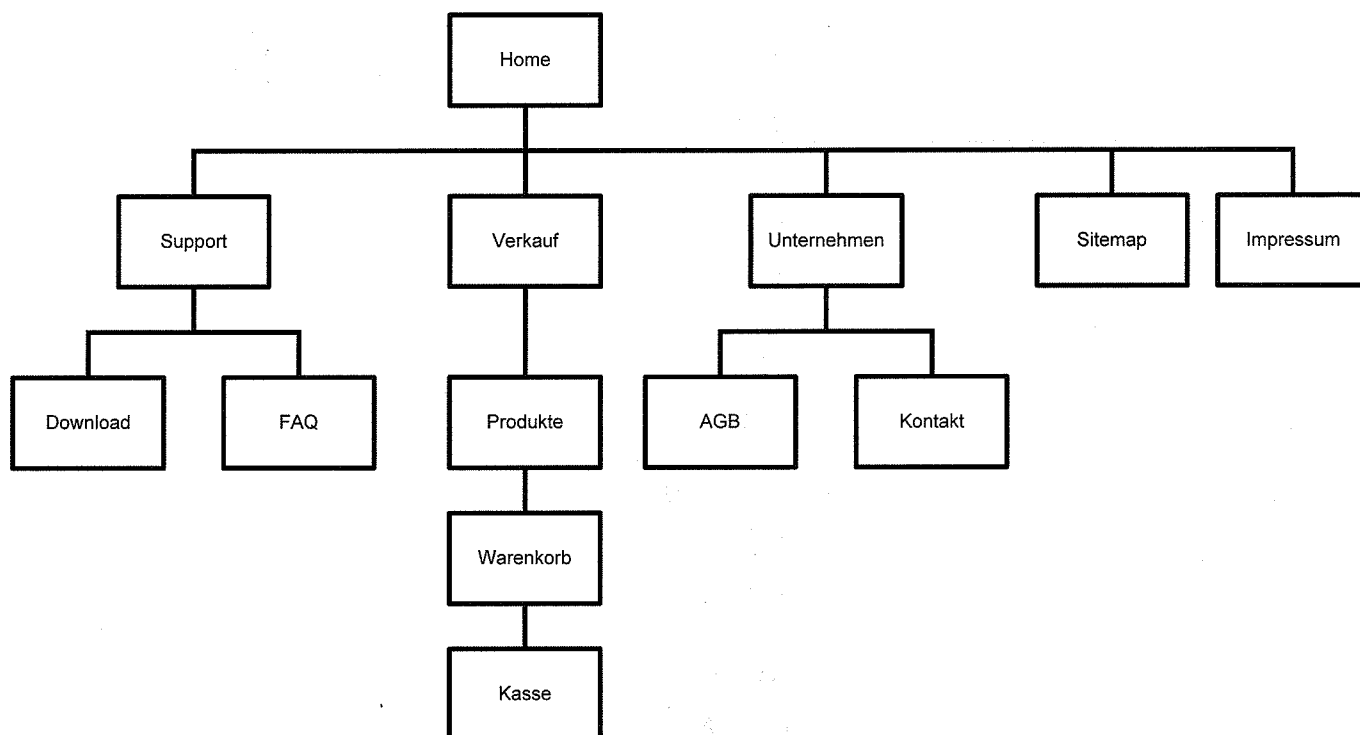 Home
Support
Verkauf
Unternehmen
Sitemap
Impressum
Download
FAQ
Produkte
AGB
Kontakt
Warenkorb
Kasse